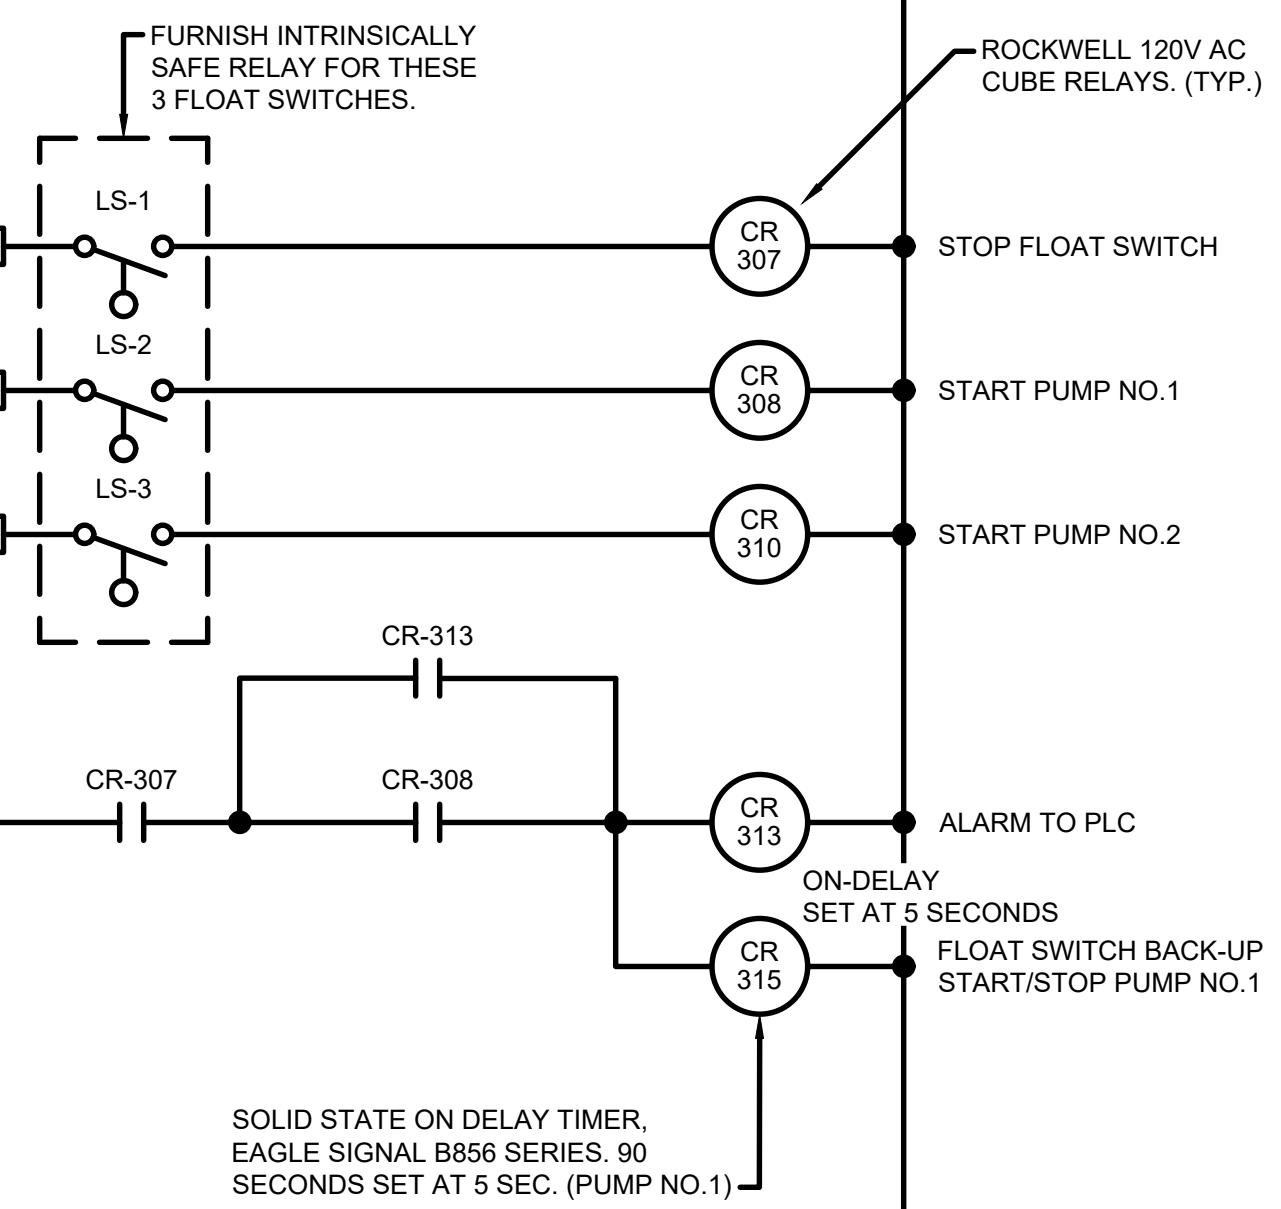 FURNISH INTRINSICALLY
SAFE RELAY FOR THESE
3 FLOAT SWITCHES.
ROCKWELL 120V AC
CUBE RELAYS. (TYP.)
LS-1
CR
307
STOP FLOAT SWITCH
LS-2
CR
308
START PUMP NO.1
LS-3
CR
310
START PUMP NO.2
CR-313
CR-307
CR-308
CR
313
ALARM TO PLC
ON-DELAY
SET AT 5 SECONDS
CR
315
FLOAT SWITCH BACK-UP
START/STOP PUMP NO.1
SOLID STATE ON DELAY TIMER,
EAGLE SIGNAL B856 SERIES. 90
SECONDS SET AT 5 SEC. (PUMP NO.1)